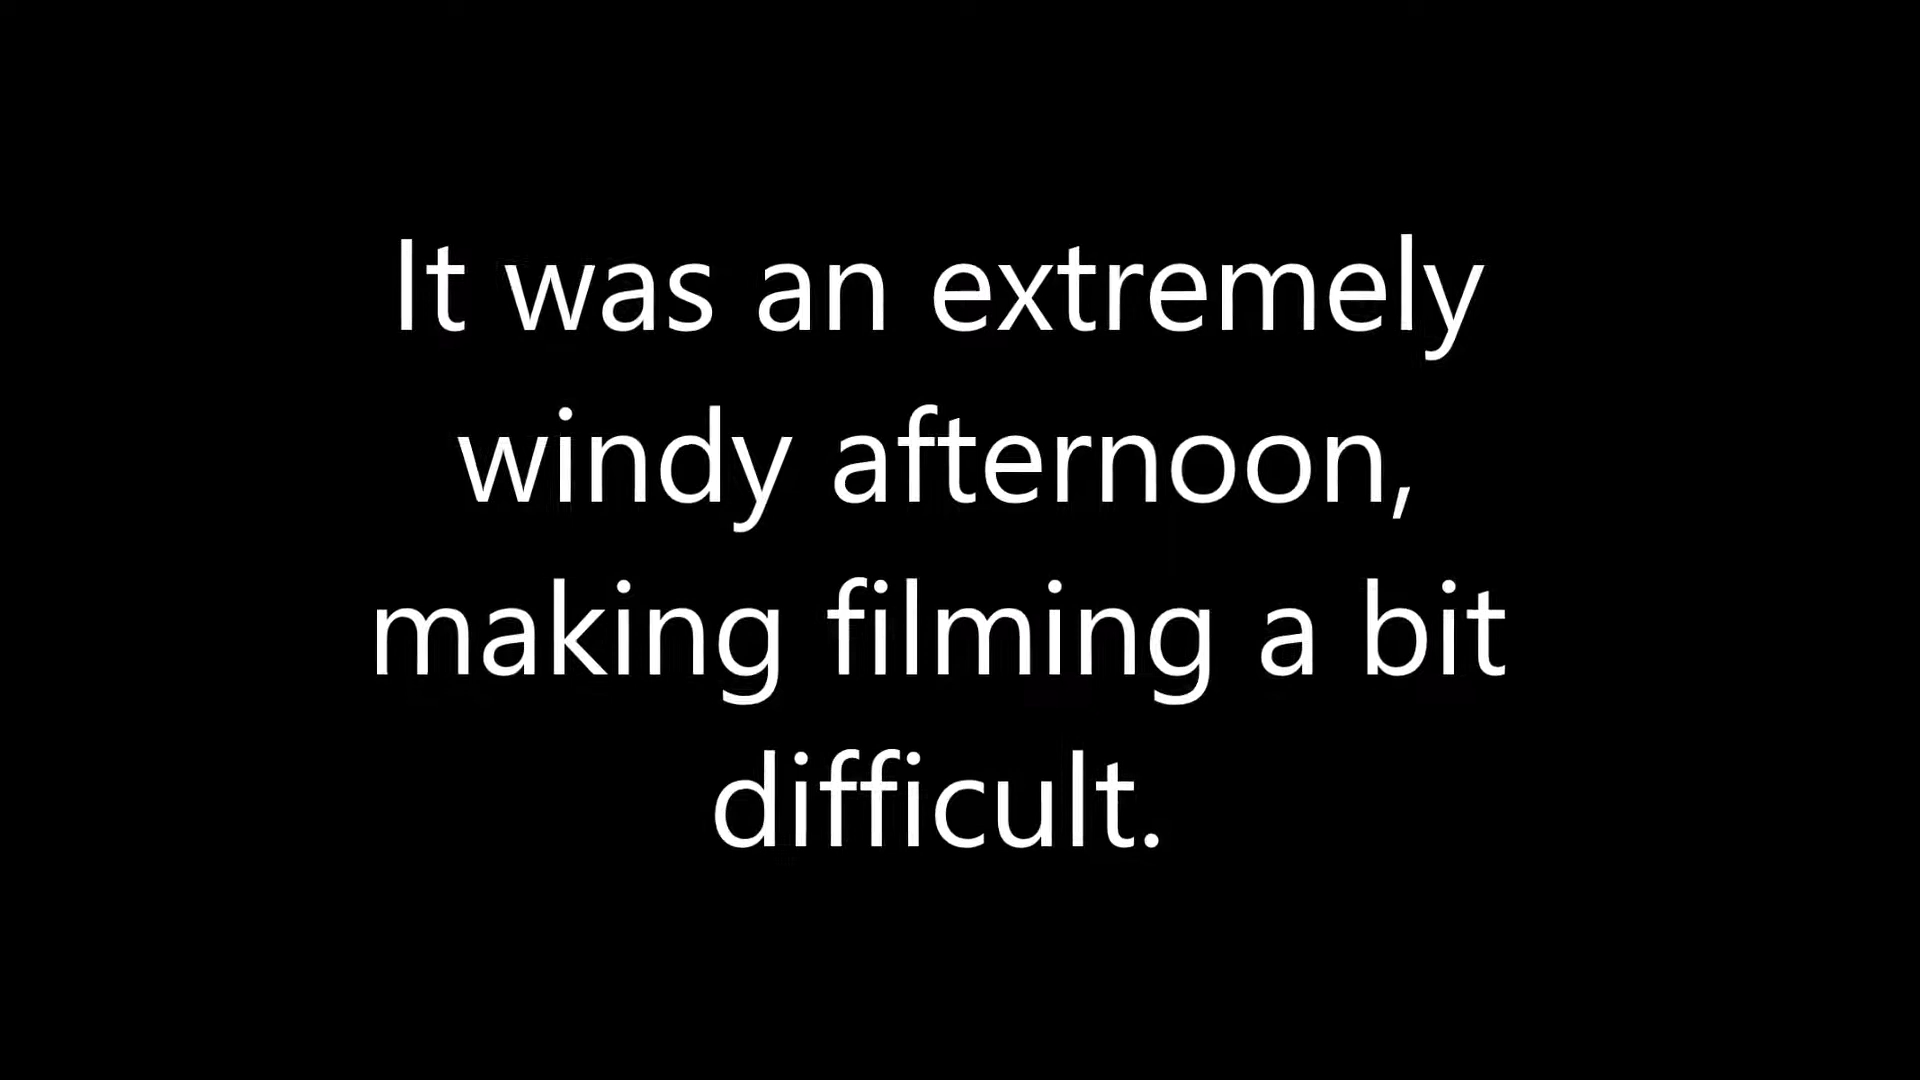 It was an extremely
windy afternoon,
making filming a bit
difficult.